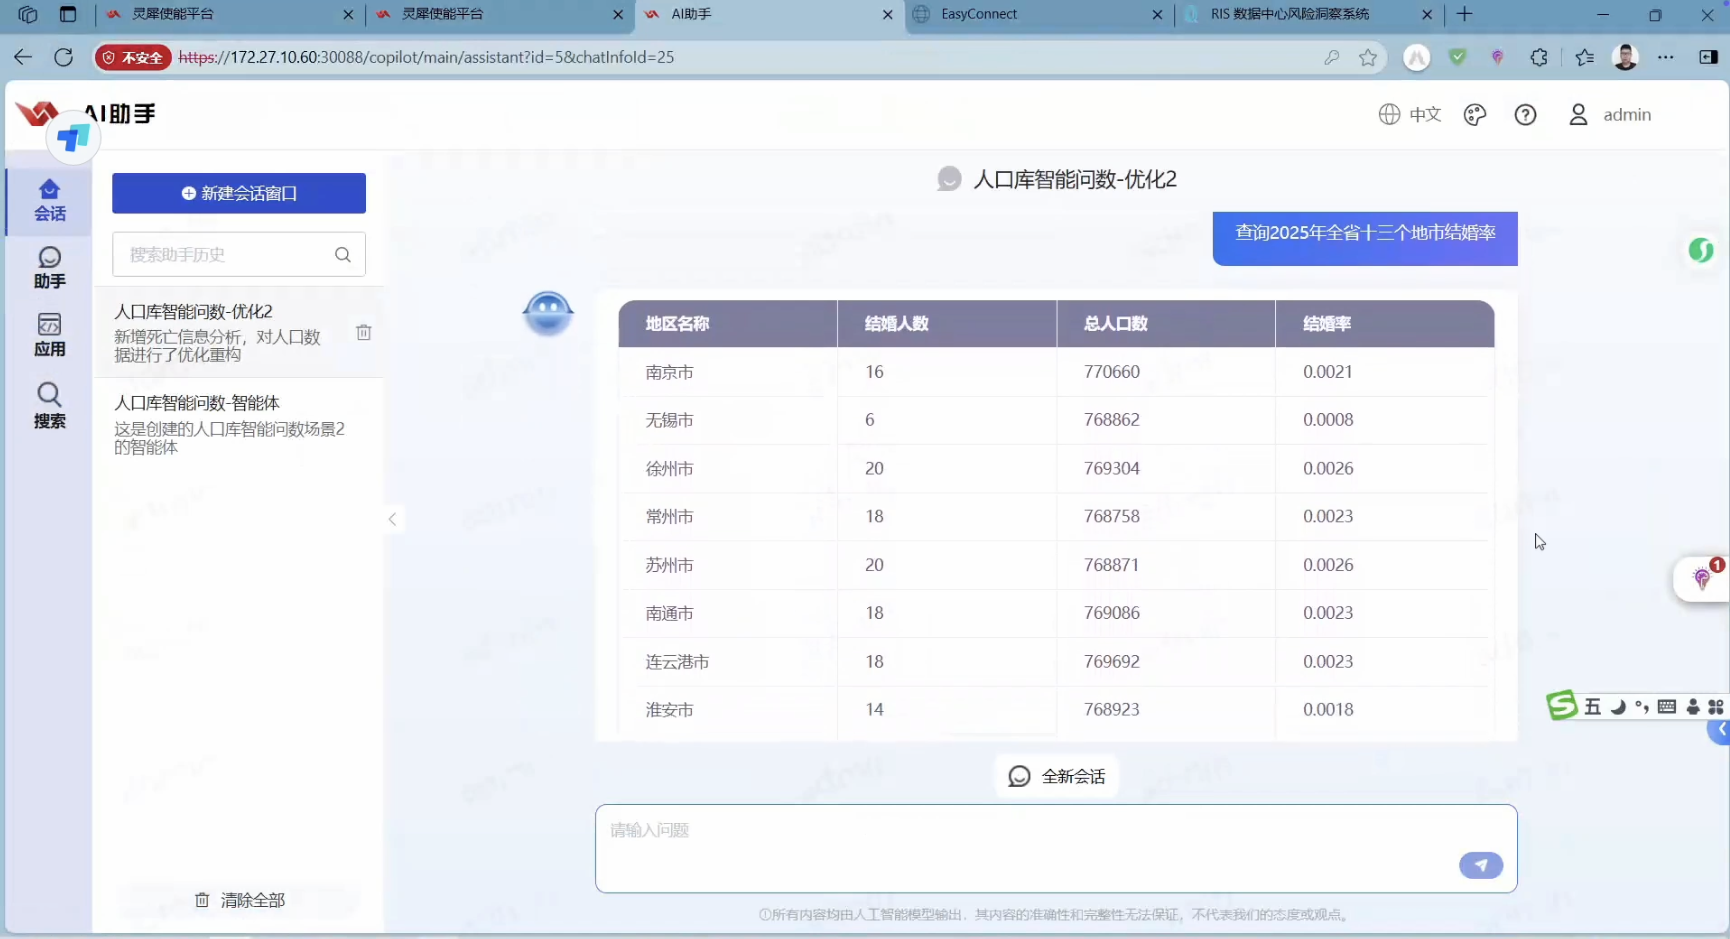 灵犀使能平台
灵犀使能平台
AI助手
EasyConnect
RIS 数据中心风险洞察系统
不安全 https://172.27.10.60:30088/copilot/main/assistant?id=5&chatInfoId=25
AI助手
中文
admin
会话
助手
应用
搜索
新建会话窗口
搜索助手历史
人口库智能问数-优化2
新增死亡信息分析，对人口数
据进行了优化重构
人口库智能问数-智能体
这是创建的人口库智能问数场景2
的智能体
清除全部
人口库智能问数-优化2
查询2025年全省十三个地市结婚率
地区名称 结婚人数 总人口数 结婚率
南京市 16 770660 0.0021
无锡市 6 768862 0.0008
徐州市 20 769304 0.0026
常州市 18 768758 0.0023
苏州市 20 768871 0.0026
南通市 18 769086 0.0023
连云港市 18 769692 0.0023
淮安市 14 768923 0.0018
1
五
全新会话
请输入问题
①所有内容均由人工智能模型输出，其内容的准确性和完整性无法保证，不代表我们的态度或观点。